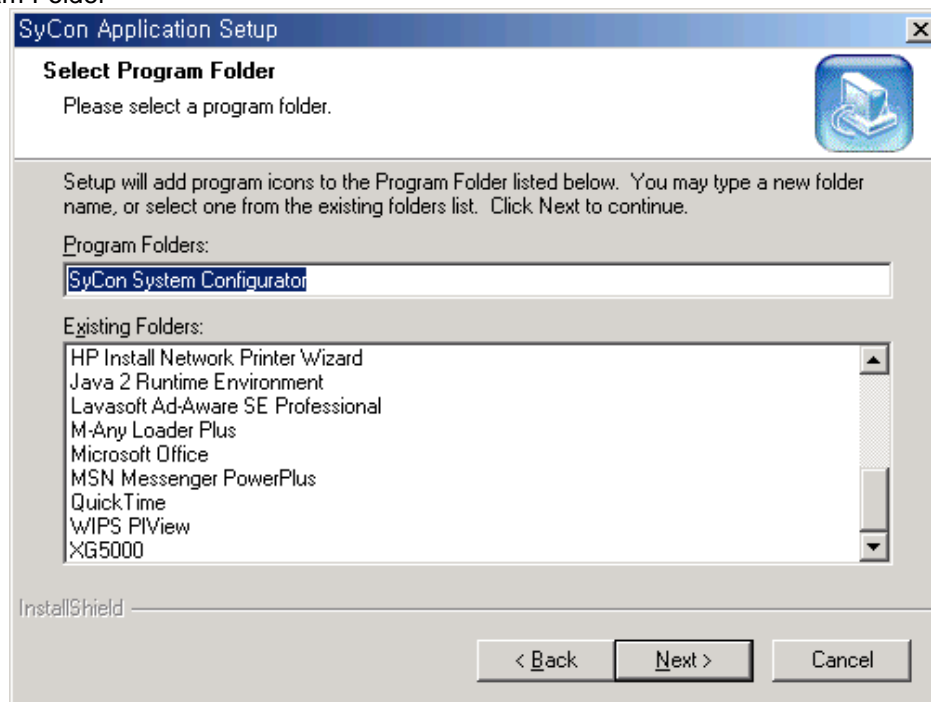 am Folder
SyCon Application Setup
Select Program Folder
Please select a program folder.
Setup will add program icons to the Program Folder listed below.  You may type a new folder
name, or select one from the existing folders list.  Click Next to continue.
Program Folders:
SyCon System Configurator
Existing Folders:
HP Install Network Printer Wizard
Java 2 Runtime Environment
Lavasoft Ad-Aware SE Professional
M-Any Loader Plus
Microsoft Office
MSN Messenger PowerPlus
QuickTime
WIPS PIView
XG5000
InstallShield
< Back Next > Cancel